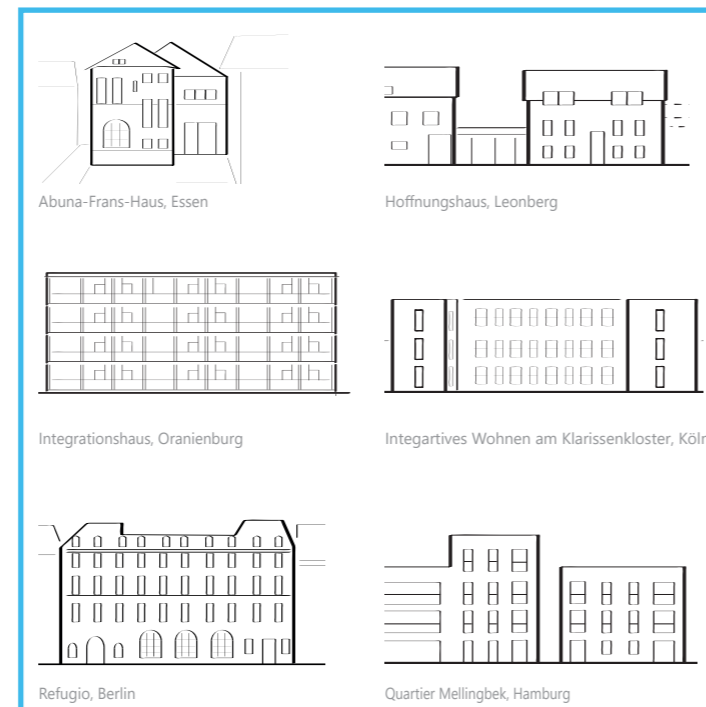 Abuna-Frans-Haus, Essen
Hoffnungshaus, Leonberg
Integrationshaus, Oranienburg
Integartives Wohnen am Klarissenkloster, Köln
Refugio, Berlin
Quartier Mellingbek, Hamburg